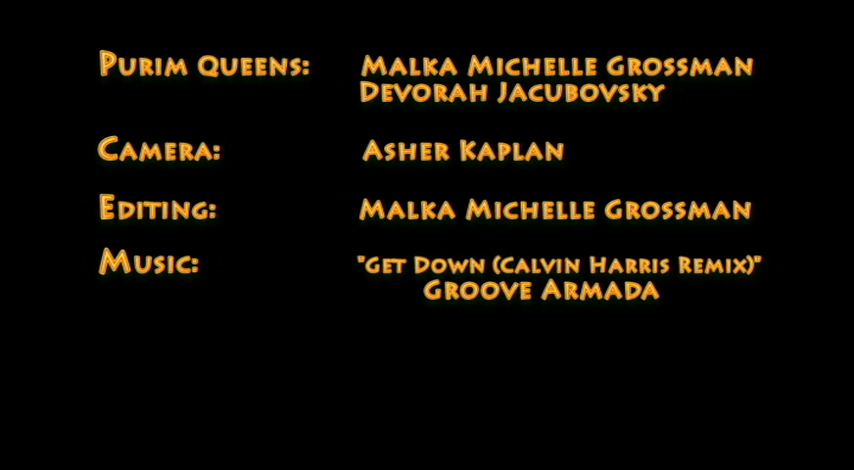 Purim Queens: Malka Michelle Grossman
Devorah Jacubovsky
Camera: Asher Kaplan
Editing: Malka Michelle Grossman
Music: "Get Down (Calvin Harris Remix)"
Groove Armada